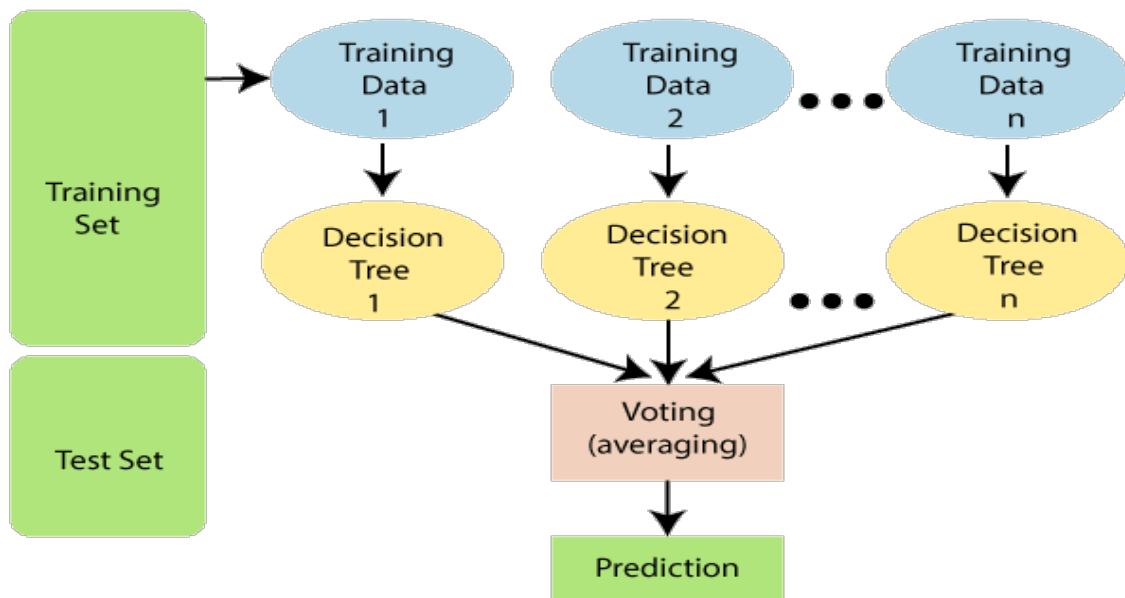 Training
Set
Test Set
Training
Data
1
Training
Data
2
Training
Data
n
Decision
Tree
1
Decision
Tree
2
Decision
Tree
n
Voting
(averaging)
Prediction